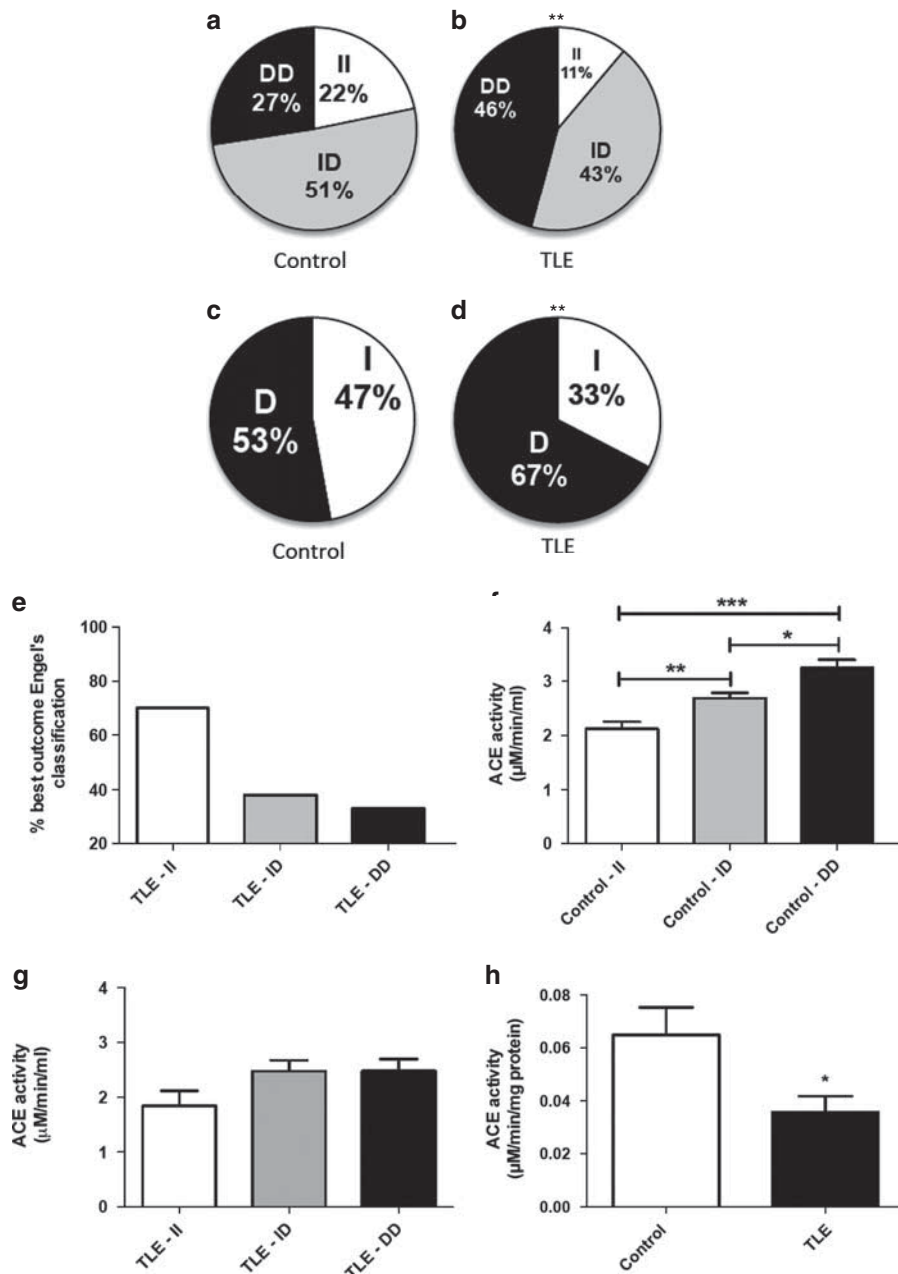 a
DD
27%
II
22%
ID
51%
Control
b
**
II
11%
DD
46%
ID
43%
TLE
c
I
47%
D
53%
Control
d
**
I
33%
D
67%
TLE
e
% best outcome Engel's
classification
100
80
60
40
20
TLE - II
TLE - ID
TLE - DD
ACE activity
(µM/min/ml)
4
3
2
1
0
***
*
**
Control - II
Control - ID
Control - DD
g
ACE activity
(µM/min/ml)
4
3
2
1
0
TLE - II
TLE - ID
TLE - DD
h
ACE activity
(µM/min/mg protein)
0.08
0.06
0.04
0.02
0.00
*
Control
TLE